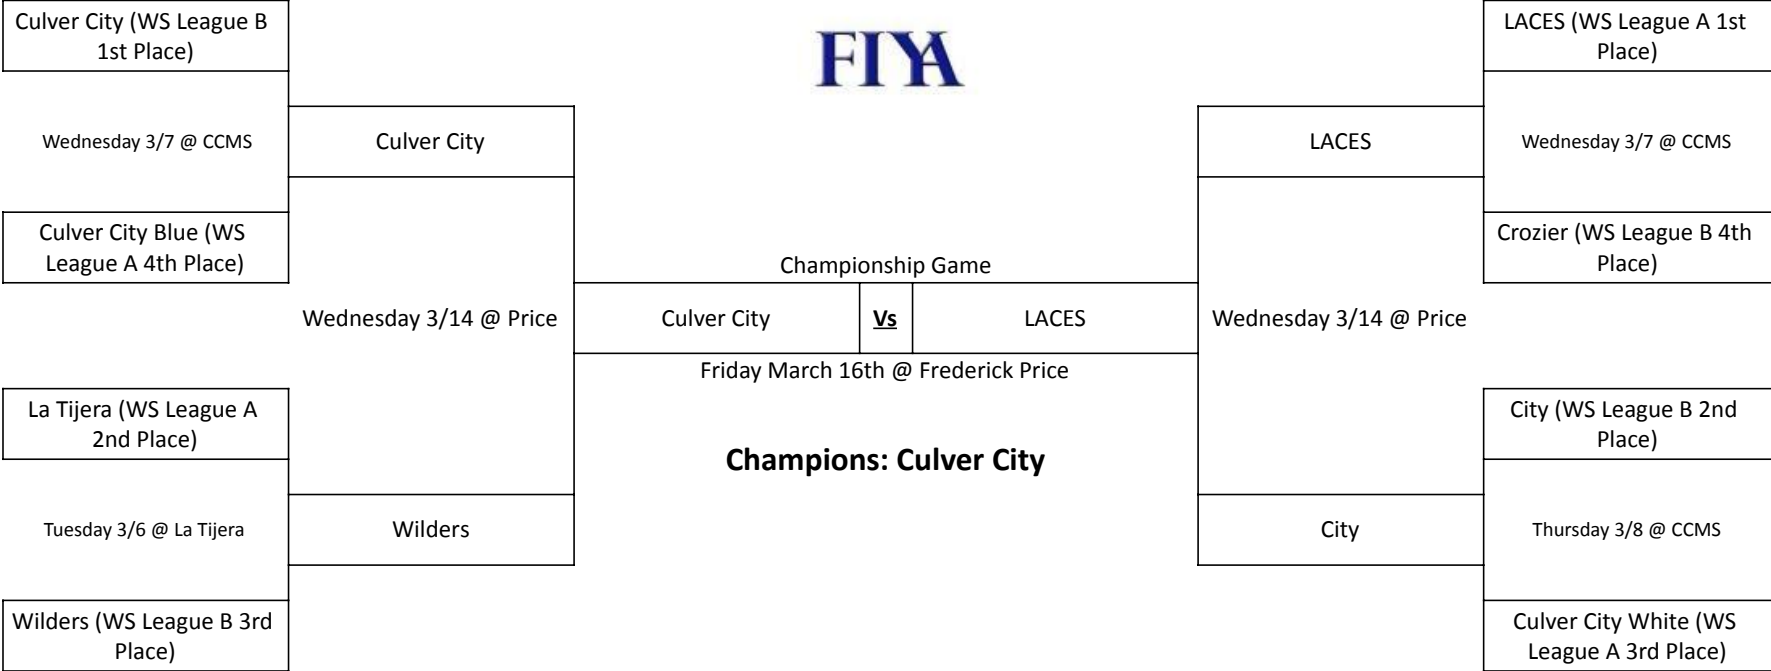 Culver City (WS League B
1st Place)
FIYA
LACES (WS League A 1st
Place)
Wednesday 3/7 @ CCMS
Culver City
LACES
Wednesday 3/7 @ CCMS
Culver City Blue (WS
League A 4th Place)
Crozier (WS League B 4th
Place)
Championship Game
Wednesday 3/14 @ Price
Culver City
Vs
LACES
Wednesday 3/14 @ Price
Friday March 16th @ Frederick Price
La Tijera (WS League A
2nd Place)
City (WS League B 2nd
Place)
Champions: Culver City
Tuesday 3/6 @ La Tijera
Wilders
City
Thursday 3/8 @ CCMS
Wilders (WS League B 3rd
Place)
Culver City White (WS
League A 3rd Place)